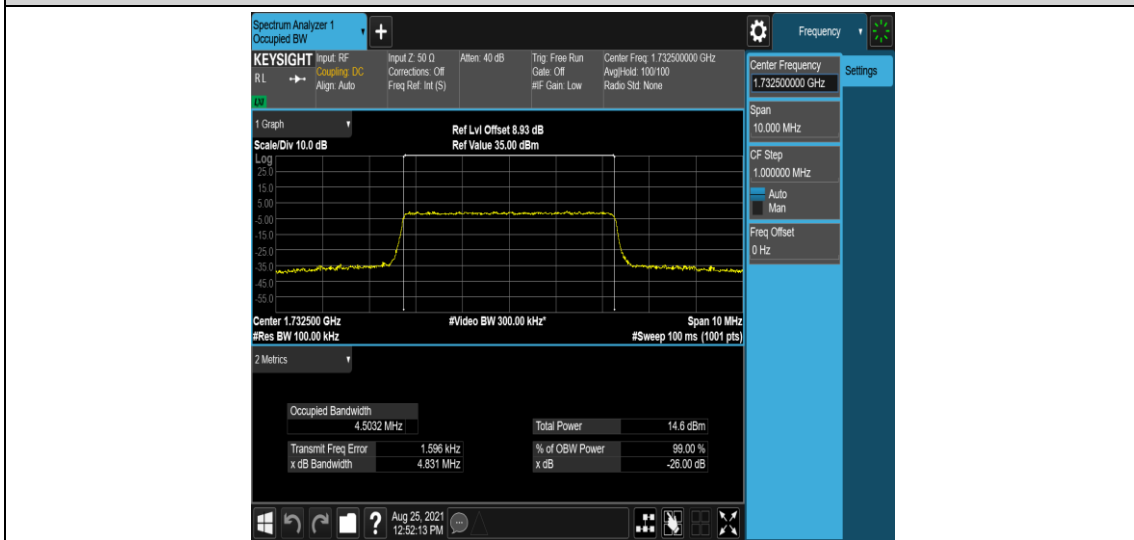 Spectrum Analyzer 1
Occupied BW
Frequency
KEYSIGHT
RL
Input: RF
Coupling: DC
Align: Auto
Input Z: 50 Ω
Corrections: Off
Freq Ref: Int (S)
Atten: 40 dB
Trig: Free Run
Gate: Off
#IF Gain: Low
Center Freq: 1.732500000 GHz
Avg|Hold: 100/100
Radio Std: None
Center Frequency
1.732500000 GHz
Settings
Span
10.000 MHz
CF Step
1.000000 MHz
Auto
Man
Freq Offset
0 Hz
1 Graph
Ref Lvl Offset 8.93 dB
Scale/Div 10.0 dB
Ref Value 35.00 dBm
Log
25.0
15.0
5.00
-5.00
-15.0
-25.0
-35.0
-45.0
-55.0
Center 1.732500 GHz
#Video BW 300.00 kHz*
Span 10 MHz
#Res BW 100.00 kHz
#Sweep 100 ms (1001 pts)
2 Metrics
Occupied Bandwidth
4.5032 MHz
Total Power 14.6 dBm
Transmit Freq Error 1.596 kHz
% of OBW Power 99.00 %
x dB Bandwidth 4.831 MHz
x dB -26.00 dB
?
Aug 25, 2021
12:52:13 PM